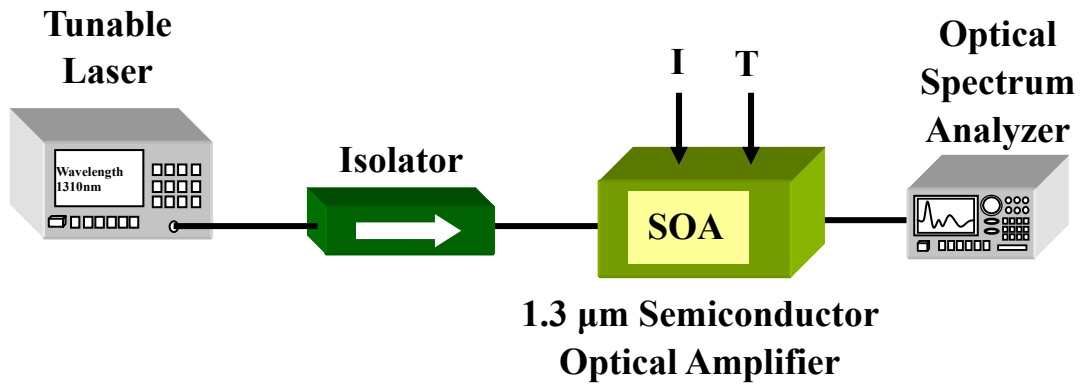 Tunable
Laser
Wavelength
1310nm
Isolator
I T
SOA
1.3 μm Semiconductor
Optical Amplifier
Optical
Spectrum
Analyzer